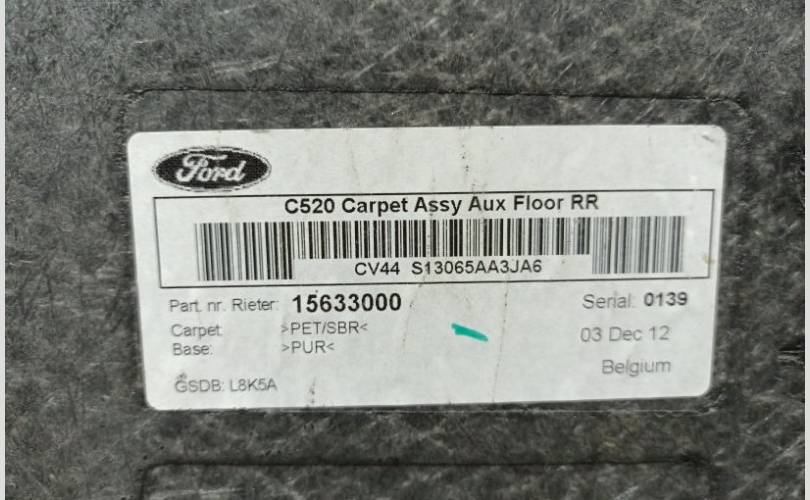 Ford
C520 Carpet Assy Aux Floor RR
CV44 S13065AA3JA6
Part. nr. Rieter: 15633000
Serial: 0139
Carpet: >PET/SBR<
03 Dec 12
Base: >PUR<
Belgium
GSDB: L8K5A